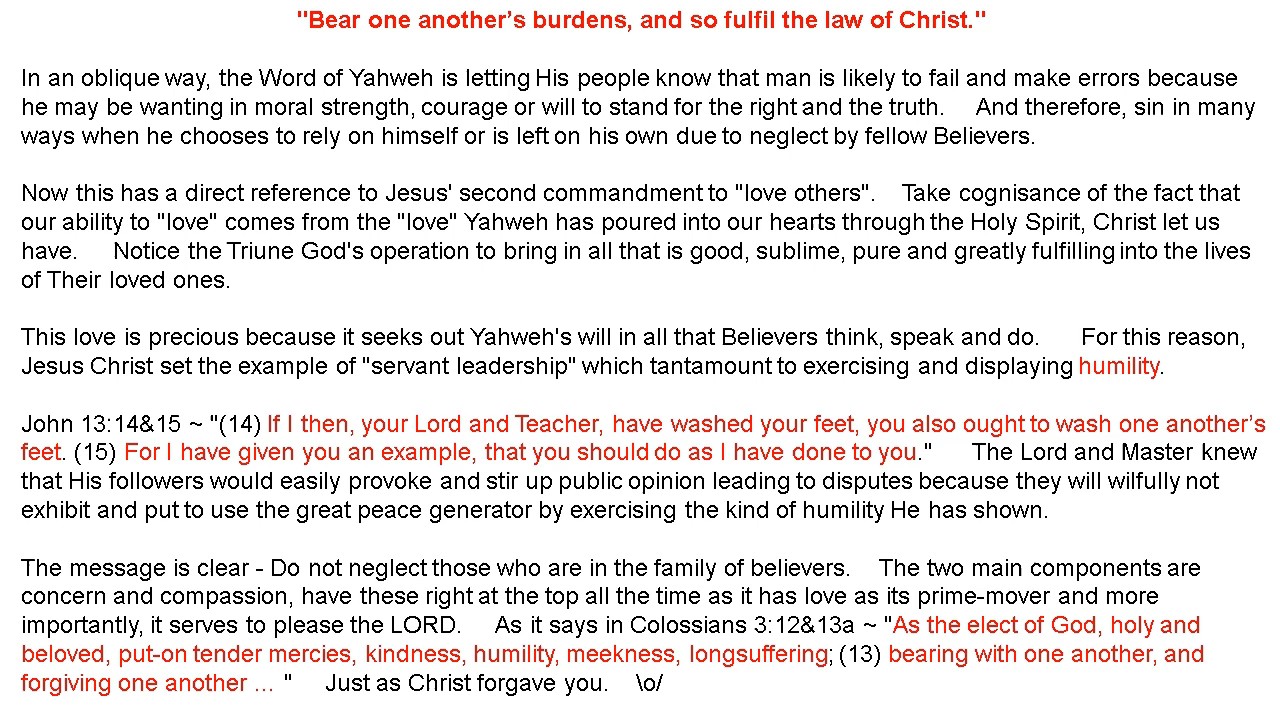 "Bear one another’s burdens, and so fulfil the law of Christ."
In an oblique way, the Word of Yahweh is letting His people know that man is likely to fail and make errors because
he may be wanting in moral strength, courage or will to stand for the right and the truth. And therefore, sin in many
ways when he chooses to rely on himself or is left on his own due to neglect by fellow Believers.
Now this has a direct reference to Jesus' second commandment to "love others". Take cognisance of the fact that
our ability to "love" comes from the "love" Yahweh has poured into our hearts through the Holy Spirit, Christ let us
have. Notice the Triune God's operation to bring in all that is good, sublime, pure and greatly fulfilling into the lives
of Their loved ones.
This love is precious because it seeks out Yahweh's will in all that Believers think, speak and do. For this reason,
Jesus Christ set the example of "servant leadership" which tantamount to exercising and displaying humility.
John 13:14&15 ~ "(14) If I then, your Lord and Teacher, have washed your feet, you also ought to wash one another’s
feet. (15) For I have given you an example, that you should do as I have done to you." The Lord and Master knew
that His followers would easily provoke and stir up public opinion leading to disputes because they will wilfully not
exhibit and put to use the great peace generator by exercising the kind of humility He has shown.
The message is clear - Do not neglect those who are in the family of believers. The two main components are
concern and compassion, have these right at the top all the time as it has love as its prime-mover and more
importantly, it serves to please the LORD. As it says in Colossians 3:12&13a ~ "As the elect of God, holy and
beloved, put-on tender mercies, kindness, humility, meekness, longsuffering; (13) bearing with one another, and
forgiving one another ... " Just as Christ forgave you. \o/